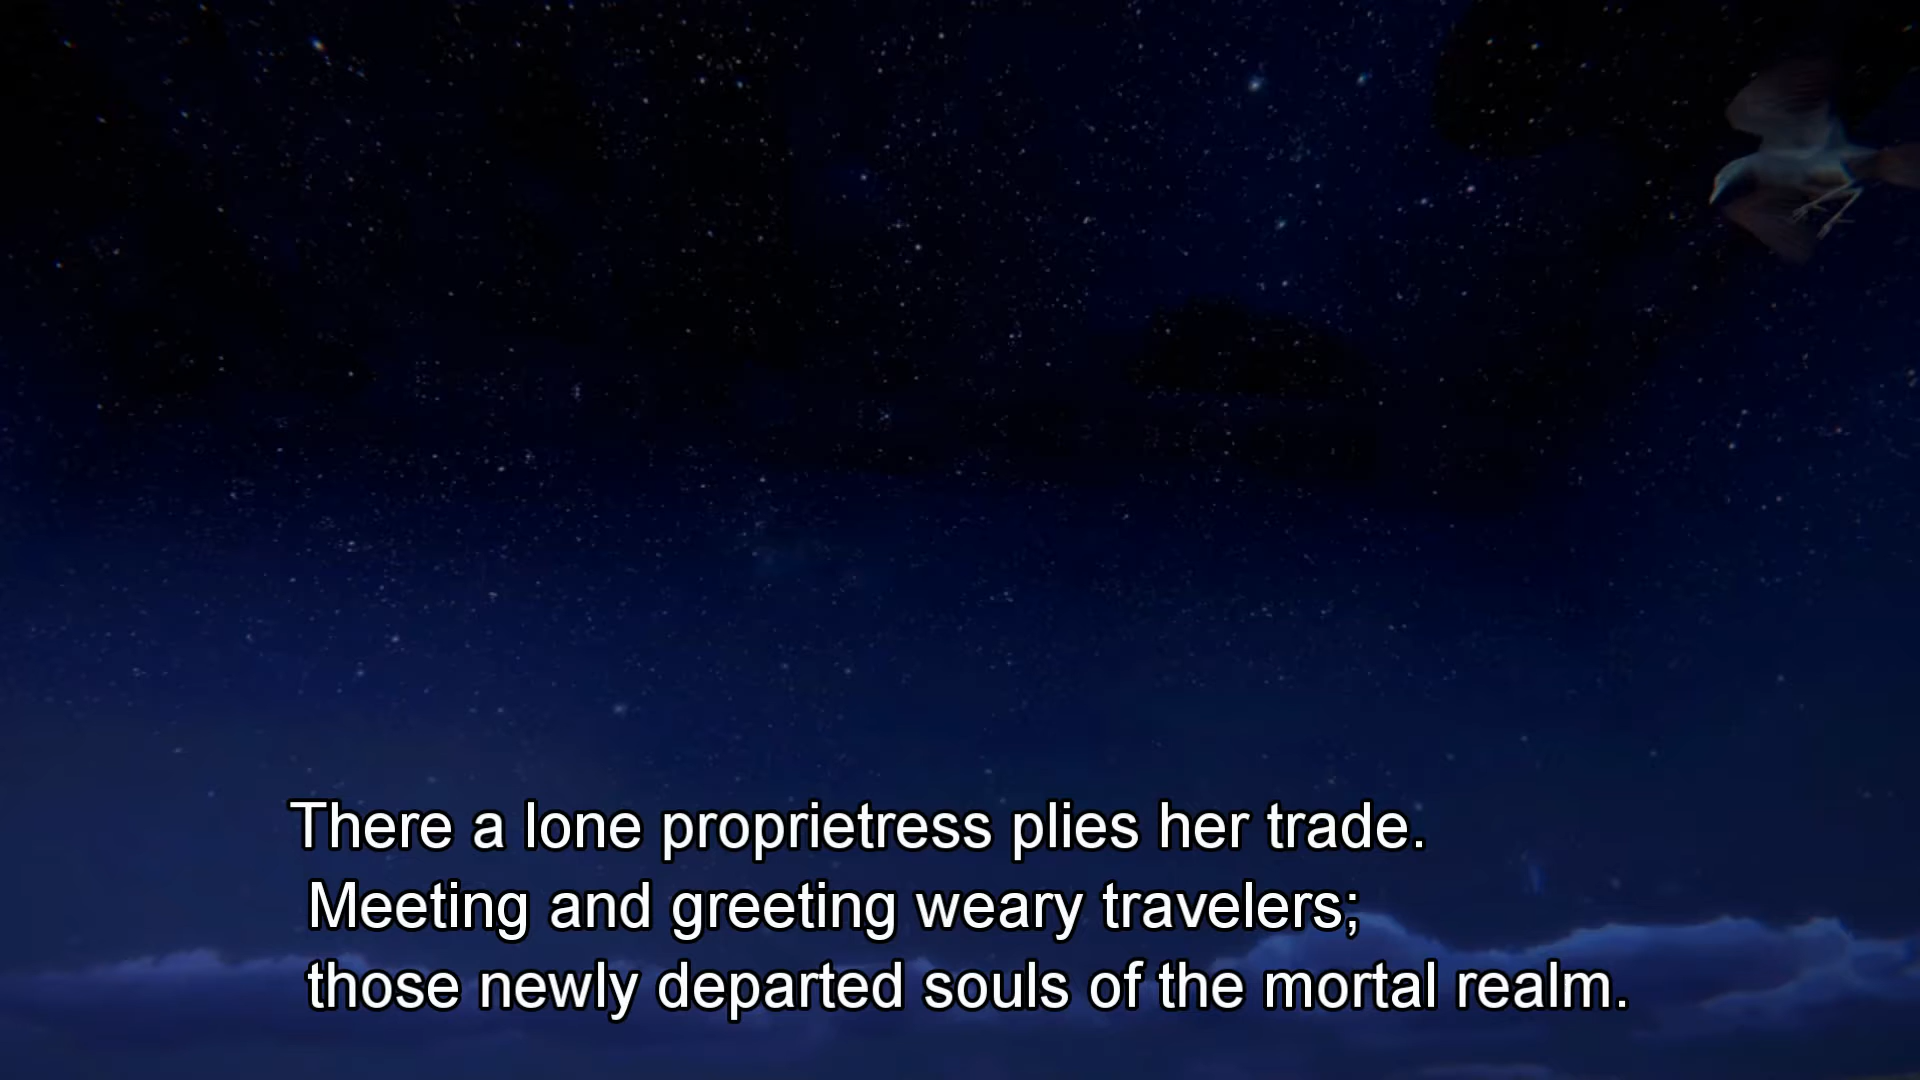 There a lone proprietress plies her trade.
Meeting and greeting weary travelers;
those newly departed souls of the mortal realm.